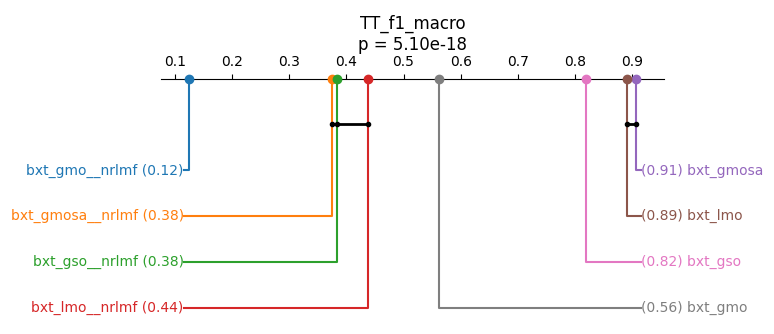 TT_f1_macro
p = 5.10e-18
0.1 0.2 0.3 0.4 0.5 0.6 0.7 0.8 0.9
bxt_gmo__nrlmf (0.12) (0.91) bxt_gmosa
bxt_gmosa__nrlmf (0.38) (0.89) bxt_lmo
bxt_gso__nrlmf (0.38) (0.82) bxt_gso
bxt_lmo__nrlmf (0.44) (0.56) bxt_gmo